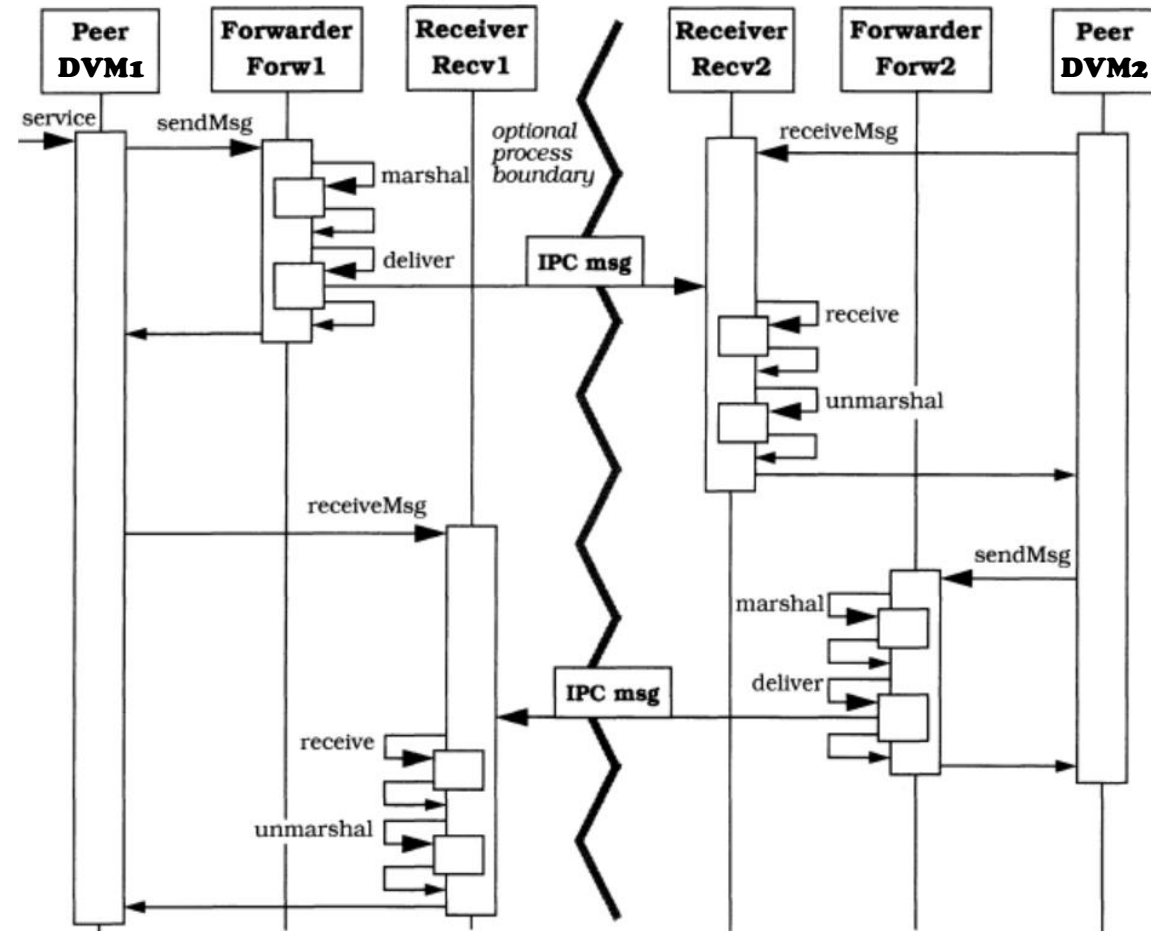 Peer
DVM1
Forwarder
Forw1
Receiver
Recv1
Receiver
Recv2
Forwarder
Forw2
Peer
DVM2
service
sendMsg
optional
process
boundary
receiveMsg
marshal
deliver
IPC msg
receive
unmarshal
receiveMsg
sendMsg
marshal
deliver
IPC msg
receive
unmarshal